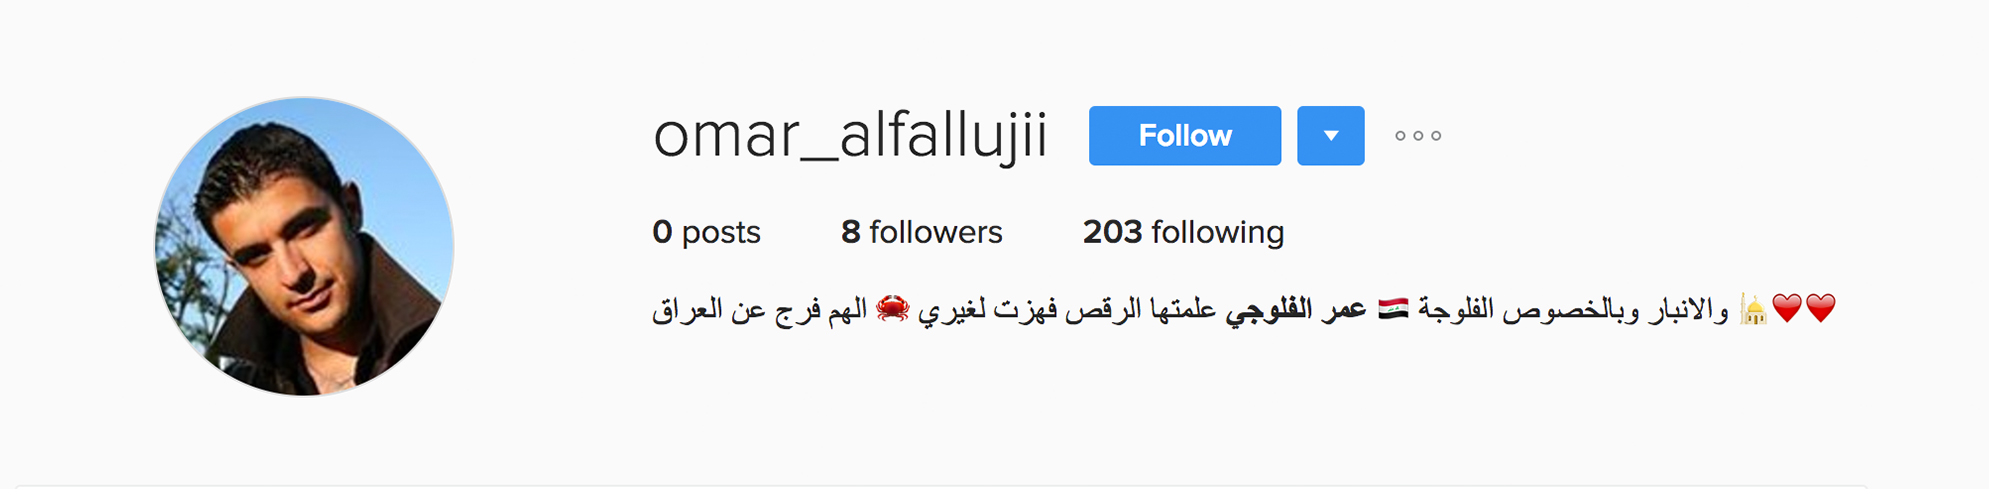 omar_alfallujii Follow
0 posts 8 followers 203 following
عمر الفلوجي علمتها الرقص فهزت لغيري 🦀 الهم فرج عن العراق 🇮🇶 والانبار وبالخصوص الفلوجة 🕌❤️❤️